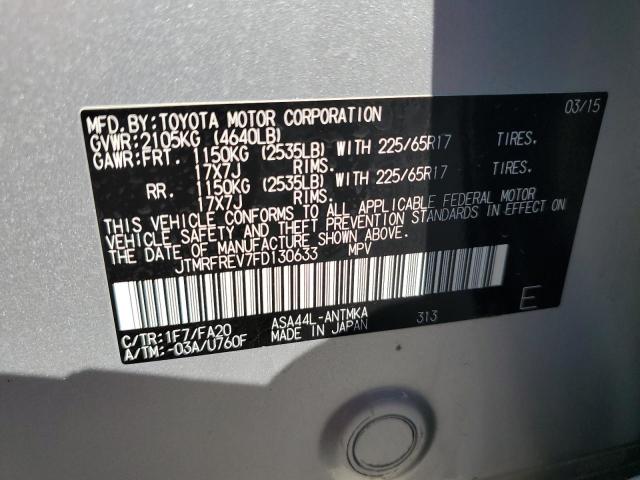 MFD.BY:TOYOTA MOTOR CORPORATION 03/15
GVWR:2105KG (4640LB)
GAWR:FRT. 1150KG (2535LB) WITH 225/65R17 TIRES.
17X7J RIMS.
RR. 1150KG (2535LB) WITH 225/65R17 TIRES.
17X7J RIMS.
THIS VEHICLE CONFORMS TO ALL APPLICABLE FEDERAL MOTOR
VEHICLE SAFETY AND THEFT PREVENTION STANDARDS IN EFFECT ON
THE DATE OF MANUFACTURE SHOWN ABOVE.
JTMRFREV7FD130633 MPV
C/TR:1F7/FA20 ASA44L-ANTMKA 313 E
A/TM:-03A/U760F MADE IN JAPAN